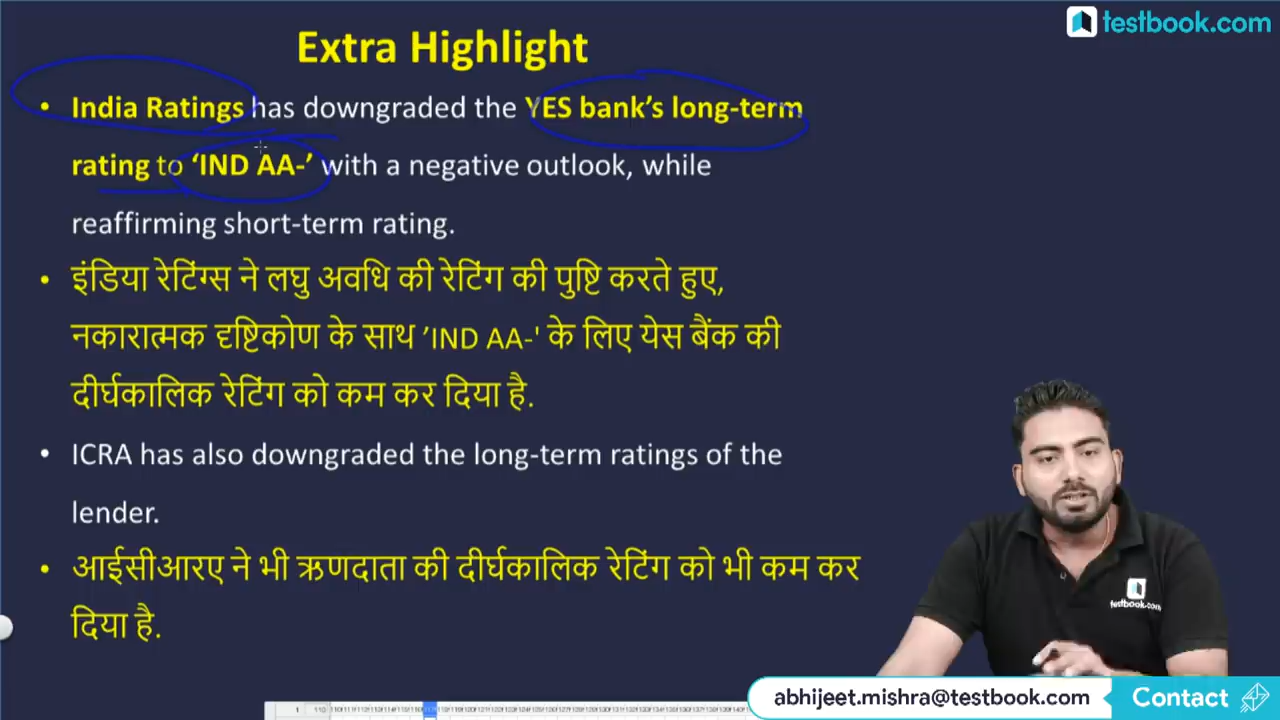 testbook.com
Extra Highlight
• India Ratings has downgraded the YES bank’s long-term
rating to ‘IND AA-’ with a negative outlook, while
reaffirming short-term rating.
• इंडिया रेटिंग्स ने लघु अवधि की रेटिंग की पुष्टि करते हुए,
नकारात्मक दृष्टिकोण के साथ ’IND AA-' के लिए येस बैंक की
दीर्घकालिक रेटिंग को कम कर दिया है.
• ICRA has also downgraded the long-term ratings of the
lender.
• आईसीआरए ने भी ऋणदाता की दीर्घकालिक रेटिंग को भी कम कर
दिया है.
testbook.com
abhijeet.mishra@testbook.com Contact